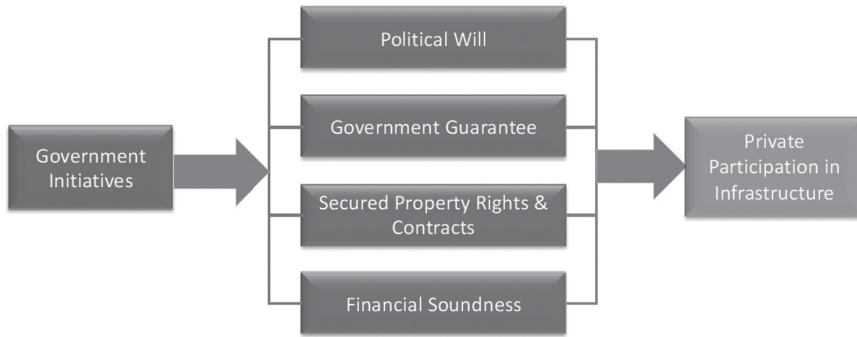 Government
Initiatives
Political Will
Government Guarantee
Secured Property Rights &
Contracts
Financial Soundness
Private
Participation in
Infrastructure